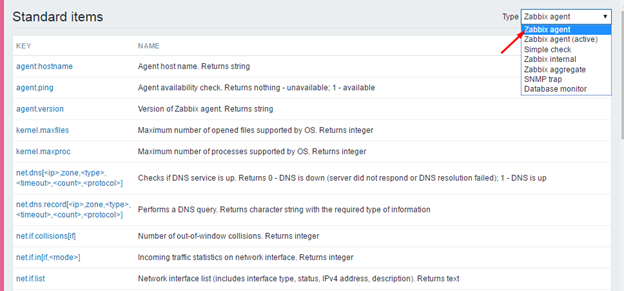 Standard items
Type Zabbix agent
Zabbix agent
Zabbix agent (active)
Simple check
Zabbix internal
Zabbix aggregate
SNMP trap
Database monitor
KEY NAME
agent.hostname Agent host name. Returns string
agent.ping Agent availability check. Returns nothing - unavailable; 1 - available
agent.version Version of Zabbix agent. Returns string
kernel.maxfiles Maximum number of opened files supported by OS. Returns integer
kernel.maxproc Maximum number of processes supported by OS. Returns integer
net.dns[<ip>,zone,<type>,
<timeout>,<count>,<protocol>] Checks if DNS service is up. Returns 0 - DNS is down (server did not respond or DNS resolution failed); 1 - DNS is up
net.dns.record[<ip>,zone,<type>,
<timeout>,<count>,<protocol>] Performs a DNS query. Returns character string with the required type of information
net.if.collisions[if] Number of out-of-window collisions. Returns integer
net.if.in[if,<mode>] Incoming traffic statistics on network interface. Returns integer
net.if.list Network interface list (includes interface type, status, IPv4 address, description). Returns text